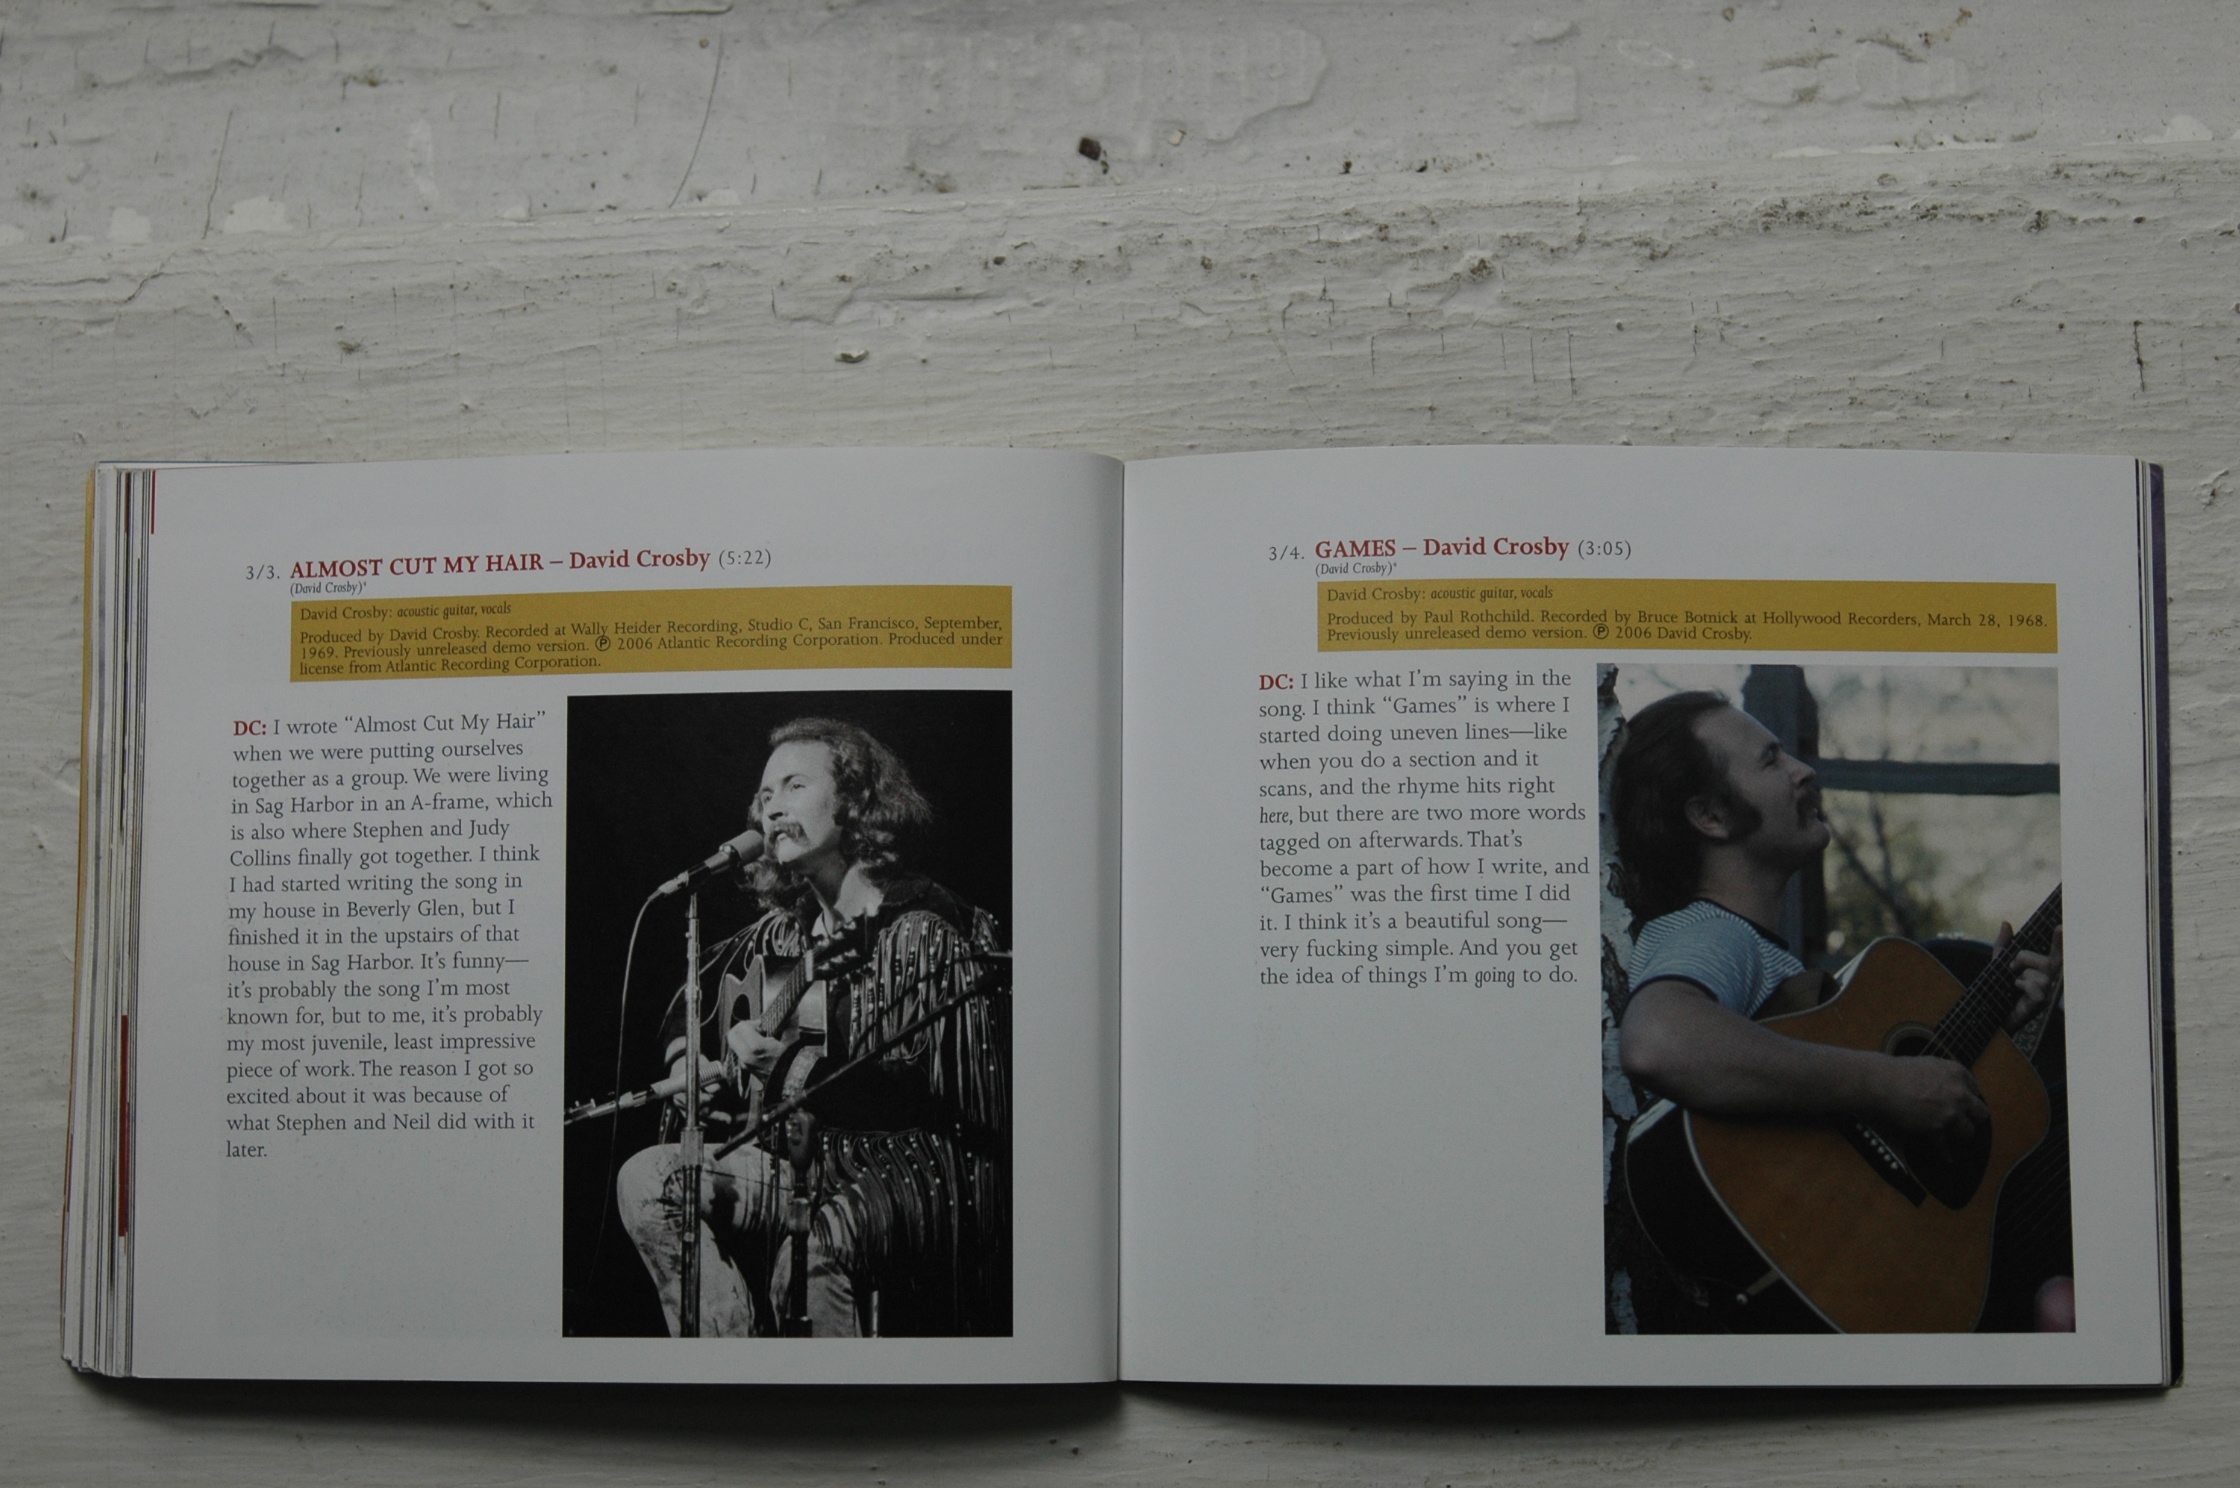 3/3. ALMOST CUT MY HAIR – David Crosby (5:22)
(David Crosby)*
David Crosby: acoustic guitar, vocals
Produced by David Crosby. Recorded at Wally Heider Recording, Studio C, San Francisco, September,
1969. Previously unreleased demo version. ℗ 2006 Atlantic Recording Corporation. Produced under
license from Atlantic Recording Corporation.
DC: I wrote “Almost Cut My Hair”
when we were putting ourselves
together as a group. We were living
in Sag Harbor in an A-frame, which
is also where Stephen and Judy
Collins finally got together. I think
I had started writing the song in
my house in Beverly Glen, but I
finished it in the upstairs of that
house in Sag Harbor. It’s funny—
it’s probably the song I’m most
known for, but to me, it’s probably
my most juvenile, least impressive
piece of work. The reason I got so
excited about it was because of
what Stephen and Neil did with it
later.
3/4. GAMES – David Crosby (3:05)
(David Crosby)*
David Crosby: acoustic guitar, vocals
Produced by Paul Rothchild. Recorded by Bruce Botnick at Hollywood Recorders, March 28, 1968.
Previously unreleased demo version. ℗ 2006 David Crosby.
DC: I like what I’m saying in the
song. I think “Games” is where I
started doing uneven lines—like
when you do a section and it
scans, and the rhyme hits right
here, but there are two more words
tagged on afterwards. That’s
become a part of how I write, and
“Games” was the first time I did
it. I think it’s a beautiful song—
very fucking simple. And you get
the idea of things I’m going to do.